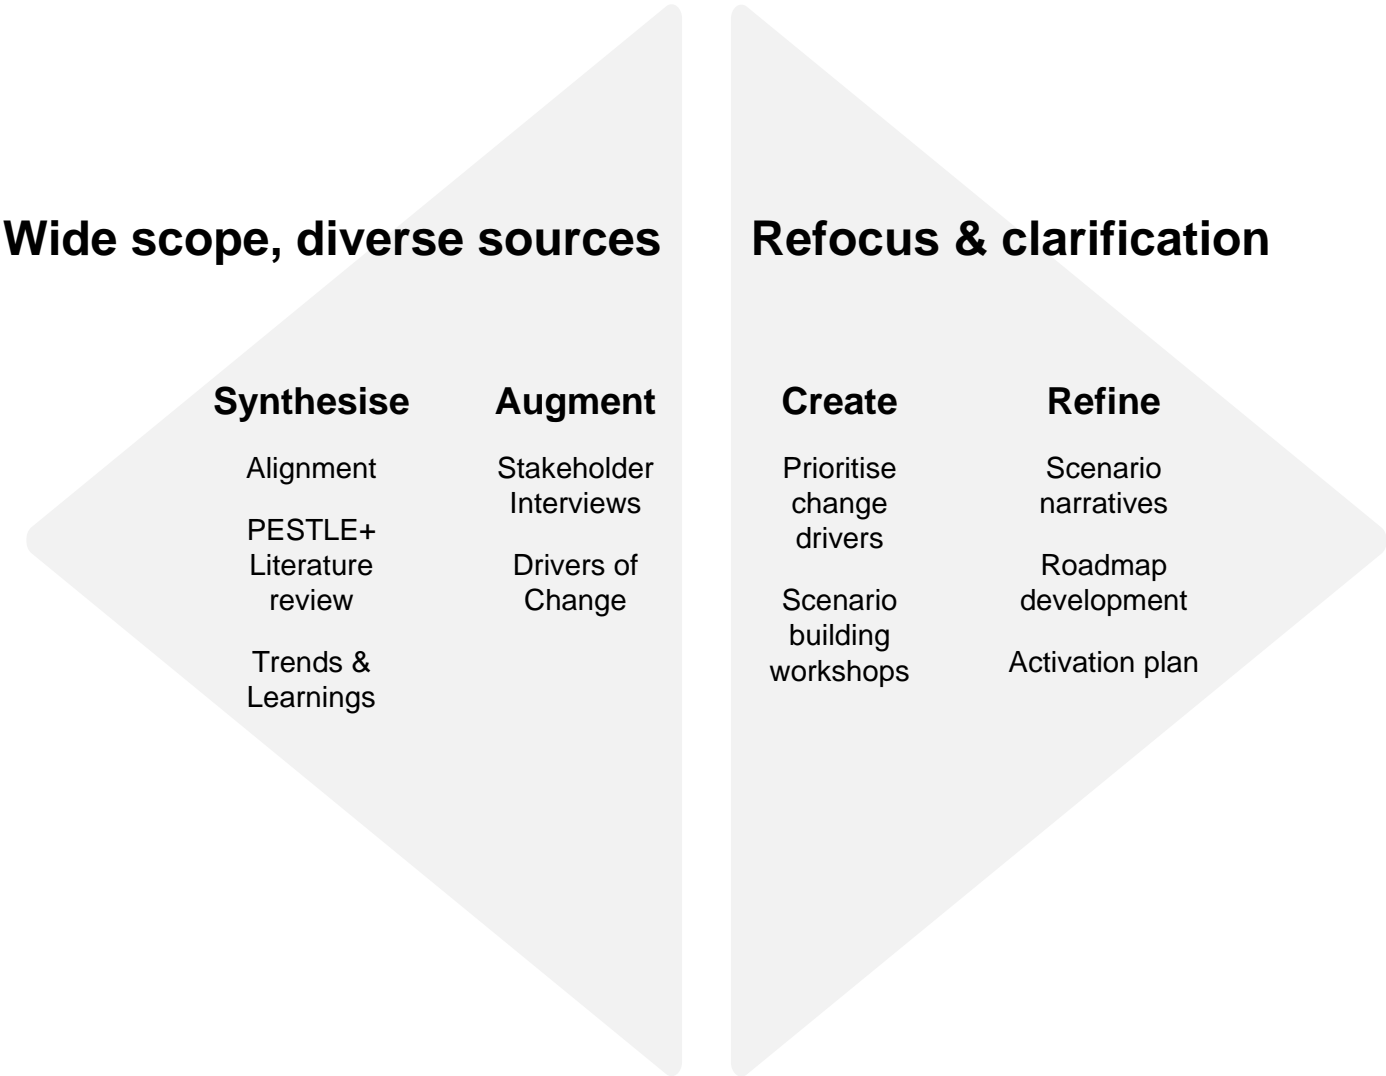 Wide scope, diverse sources
Refocus & clarification
Synthesise
Alignment
PESTLE+
Literature
review
Trends &
Learnings
Augment
Stakeholder
Interviews
Drivers of
Change
Create
Prioritise
change
drivers
Scenario
building
workshops
Refine
Scenario
narratives
Roadmap
development
Activation plan